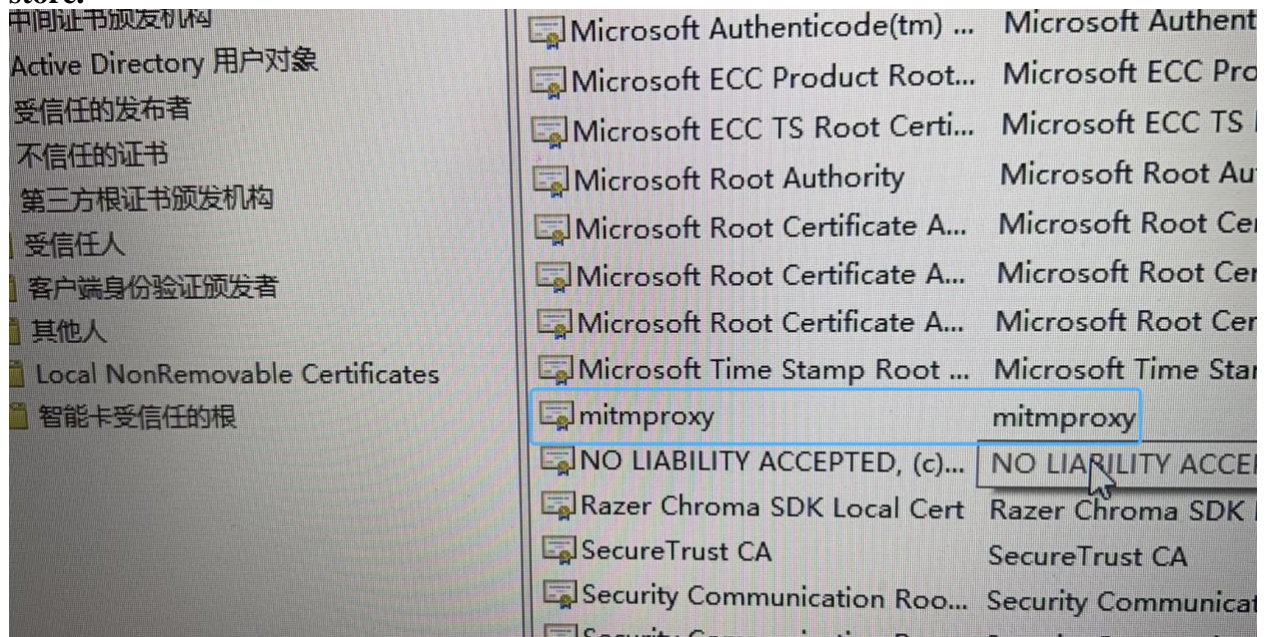 store.
中间证书颁发机构
Active Directory 用户对象
受信任的发布者
不信任的证书
第三方根证书颁发机构
受信任人
客户端身份验证颁发者
其他人
Local NonRemovable Certificates
智能卡受信任的根
Microsoft Authenticode(tm) ... Microsoft Authent
Microsoft ECC Product Root... Microsoft ECC Pro
Microsoft ECC TS Root Certi... Microsoft ECC TS
Microsoft Root Authority Microsoft Root Au
Microsoft Root Certificate A... Microsoft Root Cer
Microsoft Root Certificate A... Microsoft Root Cer
Microsoft Root Certificate A... Microsoft Root Cer
Microsoft Time Stamp Root ... Microsoft Time Star
mitmproxy mitmproxy
NO LIABILITY ACCEPTED, (c)... NO LIABILITY ACCE
Razer Chroma SDK Local Cert Razer Chroma SDK
SecureTrust CA SecureTrust CA
Security Communication Roo... Security Communicat